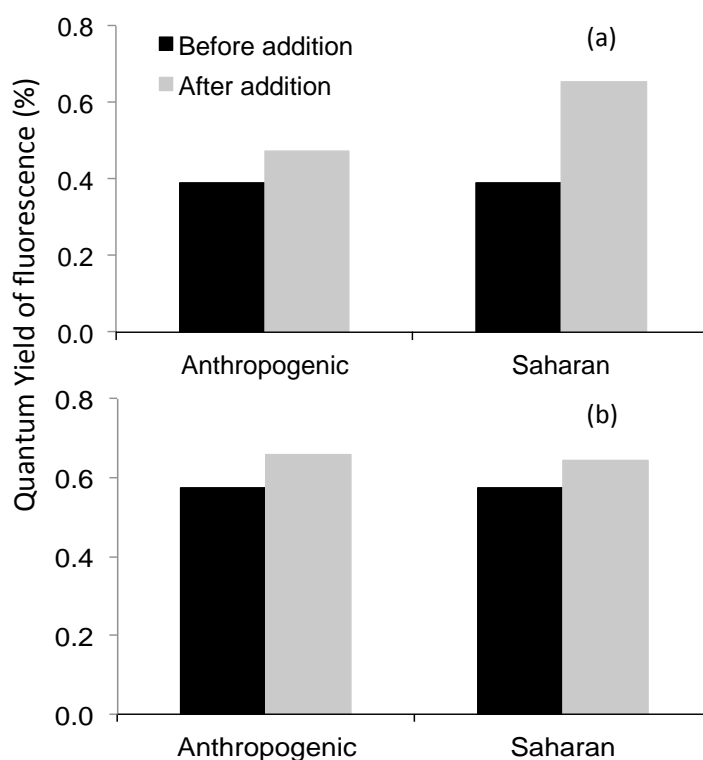 Quantum Yield of fluorescence (%)
0.8
0.6
0.4
0.2
0.0
Before addition
After addition
(a)
Anthropogenic Saharan
0.8
0.6
0.4
0.2
0.0
(b)
Anthropogenic Saharan